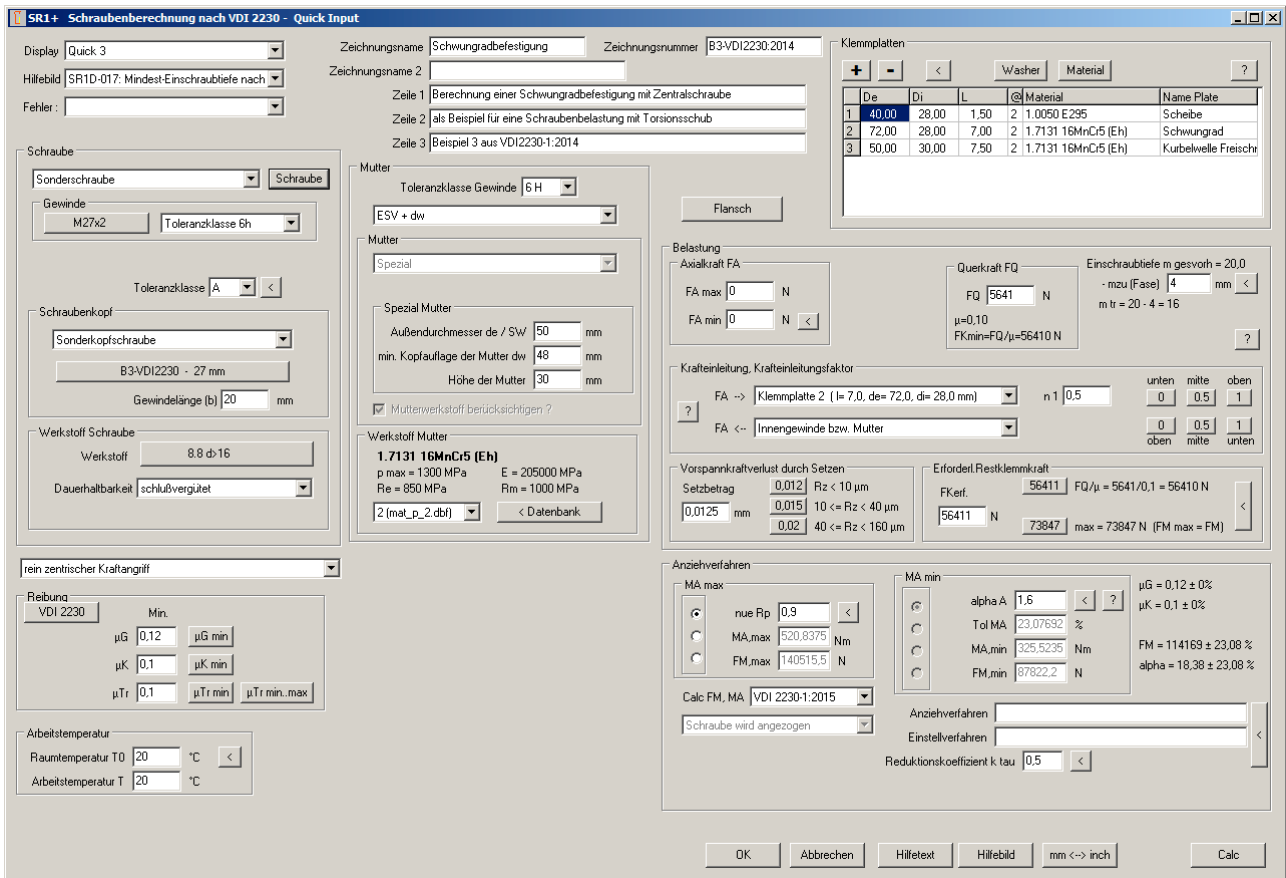 SR1+ Schraubenberechnung nach VDI 2230 - Quick Input
Display Quick 3
Hilfebild SR1D-017: Mindest-Einschraubtiefe nach
Fehler :
Zeichnungsname Schwungradbefestigung Zeichnungsnummer B3-VDI2230:2014
Zeichnungsname 2
Zeile 1 Berechnung einer Schwungradbefestigung mit Zentralschraube
Zeile 2 als Beispiel für eine Schraubenbelastung mit Torsionsschub
Zeile 3 Beispiel 3 aus VDI2230-1:2014
Klemmplatten
+ - < Washer Material ?
De Di L @ Material Name Plate
1 40,00 28,00 1,50 2 1.0050 E295 Scheibe
2 72,00 28,00 7,00 2 1.7131 16MnCr5 (Eh) Schwungrad
3 50,00 30,00 7,50 2 1.7131 16MnCr5 (Eh) Kurbelwelle Freischr
Schraube
Sonderschraube Schraube
Gewinde
M27x2 Toleranzklasse 6h
Toleranzklasse A <
Schraubenkopf
Sonderkopfschraube
B3-VDI2230 - 27 mm
Gewindelänge (b) 20 mm
Werkstoff Schraube
Werkstoff 8.8 d>16
Dauerhaltbarkeit schlußvergütet
Mutter
Toleranzklasse Gewinde 6 H
ESV + dw
Mutter
Spezial
Spezial Mutter
Außendurchmesser de / SW 50 mm
min. Kopfauflage der Mutter dw 48 mm
Höhe der Mutter 30 mm
Mutterwerkstoff berücksichtigen ?
Werkstoff Mutter
1.7131 16MnCr5 (Eh)
p max = 1300 MPa E = 205000 MPa
Re = 850 MPa Rm = 1000 MPa
2 (mat_p_2.dbf) < Datenbank
Flansch
Belastung
Axialkraft FA
FA max 0 N
FA min 0 N <
Querkraft FQ
FQ 5641 N
µ=0,10
FKmin=FQ/µ=56410 N
Einschraubtiefe m gesvorh = 20,0
- mzu (Fase) 4 mm <
m tr = 20 - 4 = 16
?
Krafteinleitung, Krafteinleitungsfaktor
unten mitte oben
? FA --> Klemmplatte 2 ( l= 7,0, de= 72,0, di= 28,0 mm) n 1 0,5 0 0.5 1
FA <-- Innengewinde bzw. Mutter 0 0.5 1
oben mitte unten
Vorspannkraftverlust durch Setzen
Setzbetrag 0,012 Rz < 10 µm
0,0125 mm 0,015 10 <= Rz < 40 µm
0,02 40 <= Rz < 160 µm
Erforderl.Restklemmkraft
FKerf. 56411 FQ/µ = 5641/0,1 = 56410 N
56411 N <
73847 max = 73847 N (FM max = FM)
rein zentrischer Kraftangriff
Reibung
VDI 2230 Min.
µG 0,12 µG min
µK 0,1 µK min
µTr 0,1 µTr min µTr min..max
Arbeitstemperatur
Raumtemperatur T0 20 °C <
Arbeitstemperatur T 20 °C
Anziehverfahren
MA max
nue Rp 0,9 <
MA,max 520,8375 Nm
FM,max 140515,5 N
MA min
alpha A 1,6 < ?
Tol MA 23,07692 %
MA,min 325,5235 Nm
FM,min 87822,2 N
µG = 0,12 ± 0%
µK = 0,1 ± 0%
FM = 114169 ± 23,08 %
alpha = 18,38 ± 23,08 %
Calc FM, MA VDI 2230-1:2015
Schraube wird angezogen
Anziehverfahren
Einstellverfahren
<
Reduktionskoeffizient k tau 0,5 <
OK Abbrechen Hilfetext Hilfebild mm <--> inch Calc